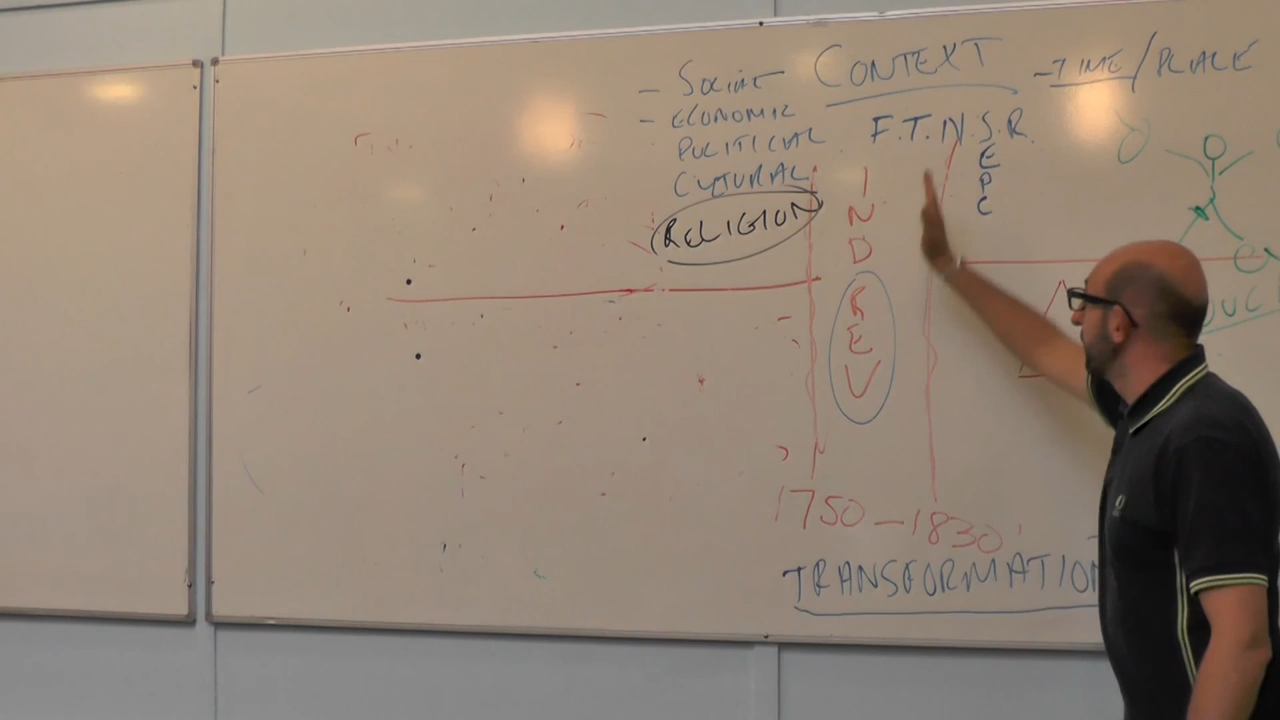 CONTEXT
- TIME/PLACE
- SOCIAL
- ECONOMIC
POLITICAL
CULTURAL
RELIGION
F.T.N.S.R.
E
P
C
I
N
D
R
E
V
1750 - 1830'
TRANSFORMATION